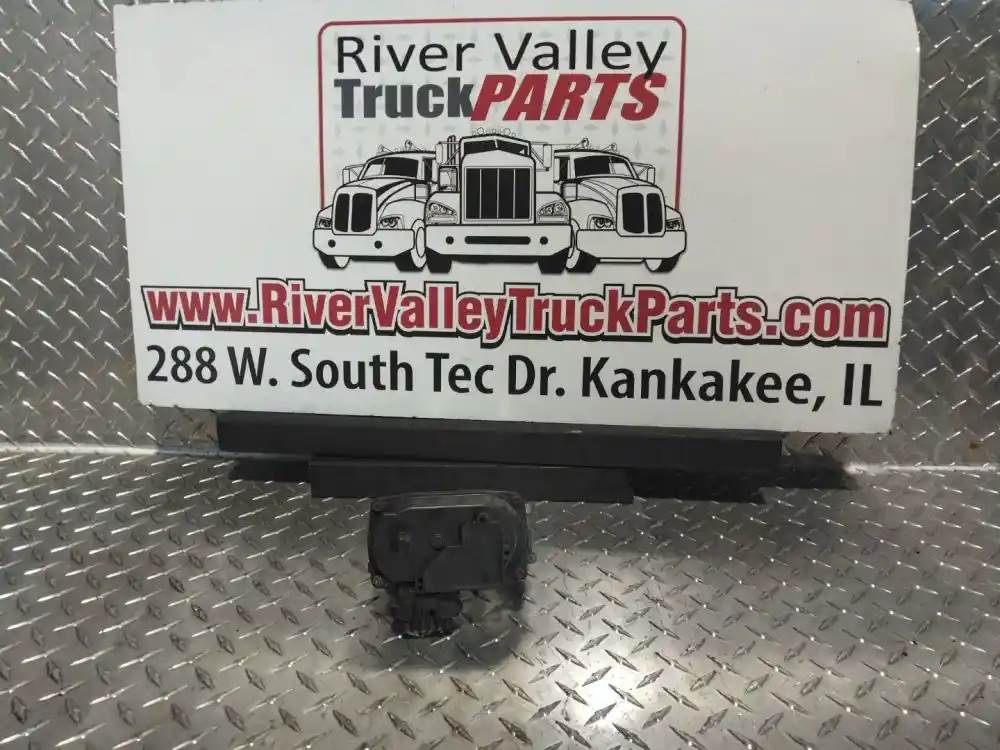 River Valley
TruckPARTS
www.RiverValleyTruckParts.com
288 W. South Tec Dr. Kankakee, IL